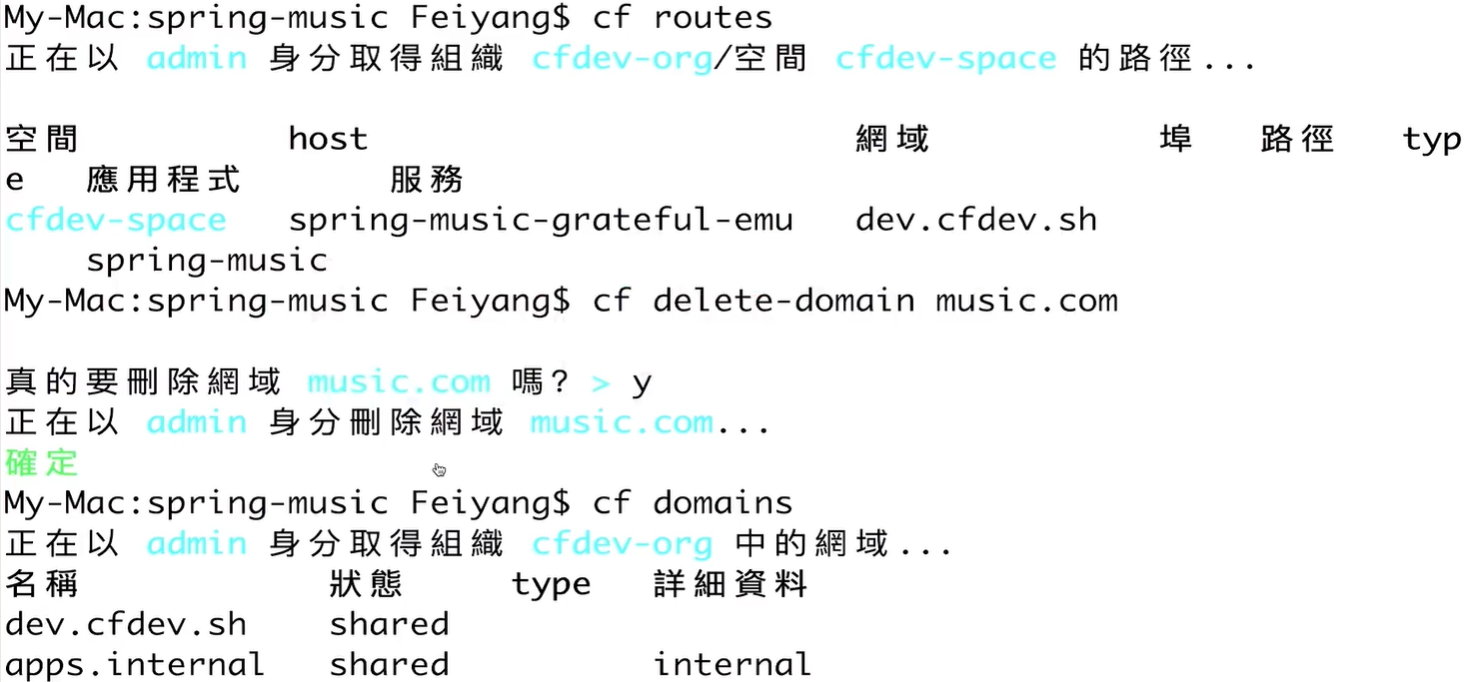 My-Mac:spring-music Feiyang$ cf routes
正在以 admin 身分取得組織 cfdev-org/空間 cfdev-space 的路徑...
空間 host 網域 埠 路徑 typ
e 應用程式 服務
cfdev-space spring-music-grateful-emu dev.cfdev.sh
spring-music
My-Mac:spring-music Feiyang$ cf delete-domain music.com
真的要刪除網域 music.com 嗎? > y
正在以 admin 身分刪除網域 music.com...
確定
My-Mac:spring-music Feiyang$ cf domains
正在以 admin 身分取得組織 cfdev-org 中的網域...
名稱 狀態 type 詳細資料
dev.cfdev.sh shared
apps.internal shared internal